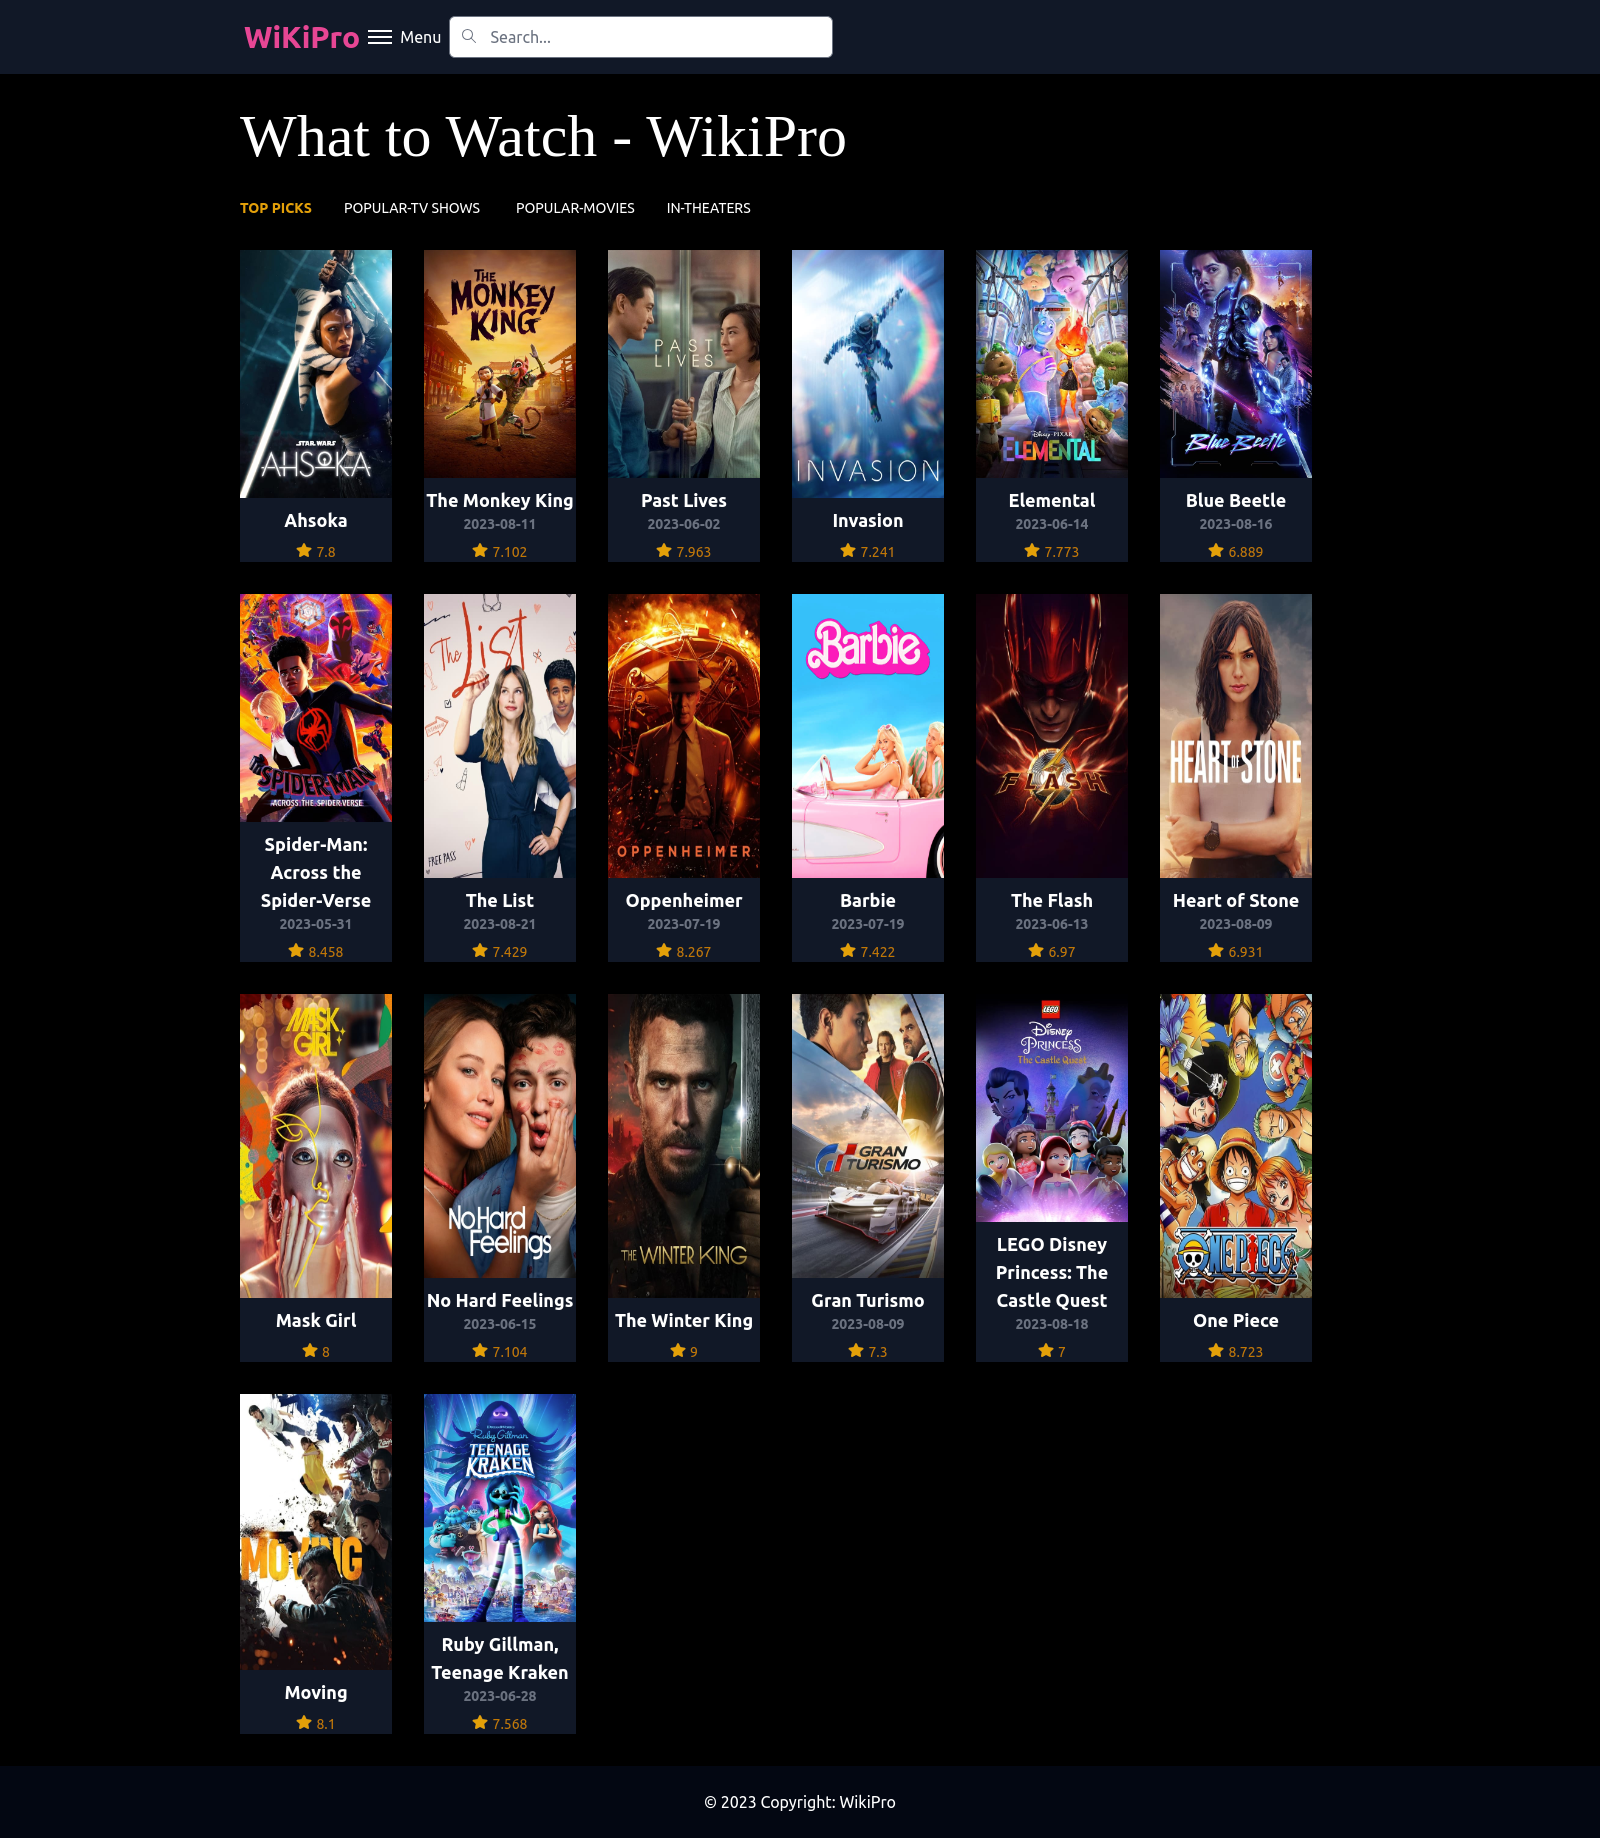 WiKiPro Menu Search...
What to Watch - WikiPro
TOP PICKS POPULAR-TV SHOWS POPULAR-MOVIES IN-THEATERS
STAR WARS
AHSOKA
Ahsoka
7.8
THE
MONKEY
KING
The Monkey King
2023-08-11
7.102
PAST
LIVES
Past Lives
2023-06-02
7.963
INVASION
Invasion
7.241
Disney PIXAR
ELEMENTAL
Elemental
2023-06-14
7.773
Blue Beetle
Blue Beetle
2023-08-16
6.889
SPIDER-MAN
ACROSS THE SPIDER-VERSE
Spider-Man:
Across the
Spider-Verse
2023-05-31
8.458
The List
FREE PASS
The List
2023-08-21
7.429
OPPENHEIMER
Oppenheimer
2023-07-19
8.267
Barbie
Barbie
2023-07-19
7.422
FLASH
The Flash
2023-06-13
6.97
HEART OF STONE
Heart of Stone
2023-08-09
6.931
MASK
GIRL
Mask Girl
8
No Hard
Feelings
No Hard Feelings
2023-06-15
7.104
THE WINTER KING
The Winter King
9
GRAN
TURISMO
Gran Turismo
2023-08-09
7.3
LEGO
Disney
PRINCESS
The Castle Quest
LEGO Disney
Princess: The
Castle Quest
2023-08-18
7
ONE PIECE
One Piece
8.723
MOVING
Moving
8.1
Ruby Gillman
TEENAGE
KRAKEN
Ruby Gillman,
Teenage Kraken
2023-06-28
7.568
© 2023 Copyright: WikiPro